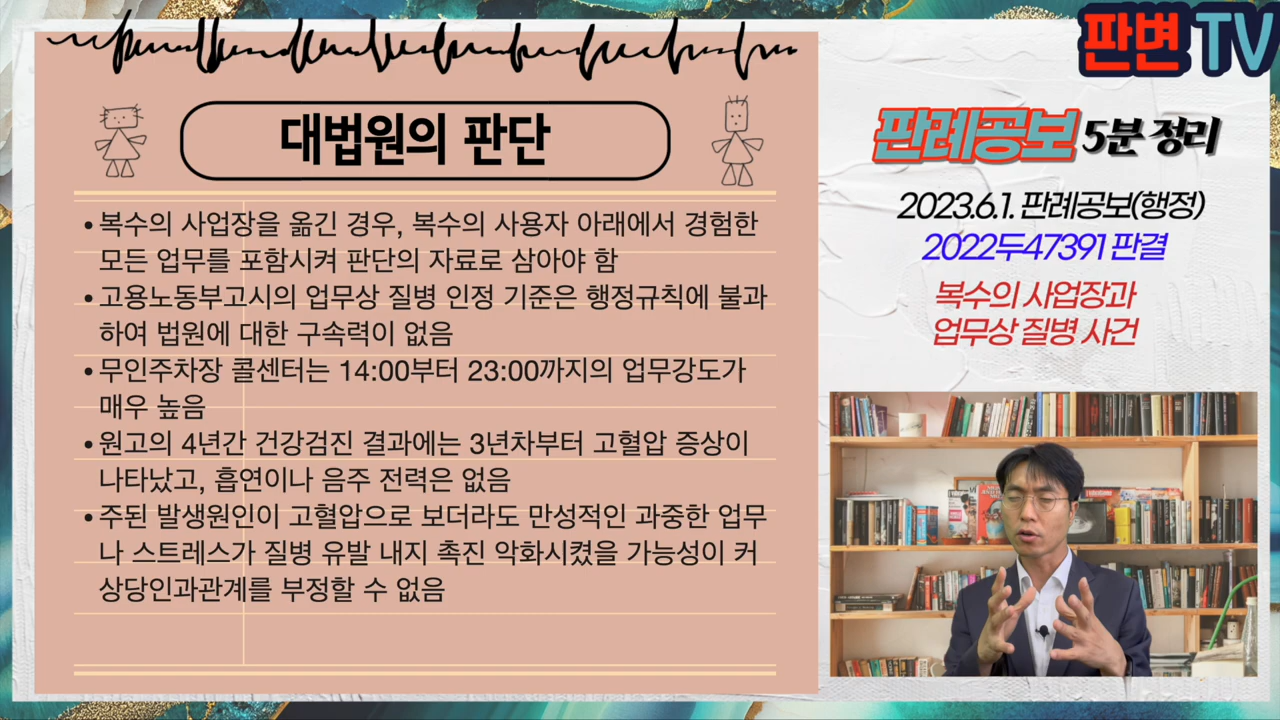 판변 TV
대법원의 판단
• 복수의 사업장을 옮긴 경우, 복수의 사용자 아래에서 경험한
모든 업무를 포함시켜 판단의 자료로 삼아야 함
• 고용노동부고시의 업무상 질병 인정 기준은 행정규칙에 불과
하여 법원에 대한 구속력이 없음
• 무인주차장 콜센터는 14:00부터 23:00까지의 업무강도가
매우 높음
• 원고의 4년간 건강검진 결과에는 3년차부터 고혈압 증상이
나타났고, 흡연이나 음주 전력은 없음
• 주된 발생원인이 고혈압으로 보더라도 만성적인 과중한 업무
나 스트레스가 질병 유발 내지 촉진 악화시켰을 가능성이 커
상당인과관계를 부정할 수 없음
판례공보 5분 정리
2023.6.1. 판례공보(행정)
2022두47391 판결
복수의 사업장과
업무상 질병 사건